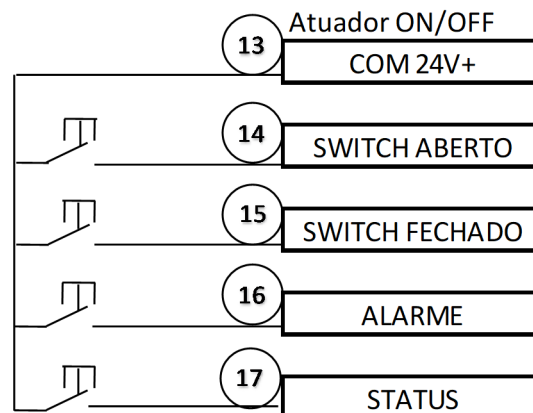 Atuador ON/OFF
13
COM 24V+
14
SWITCH ABERTO
15
SWITCH FECHADO
16
ALARME
17
STATUS